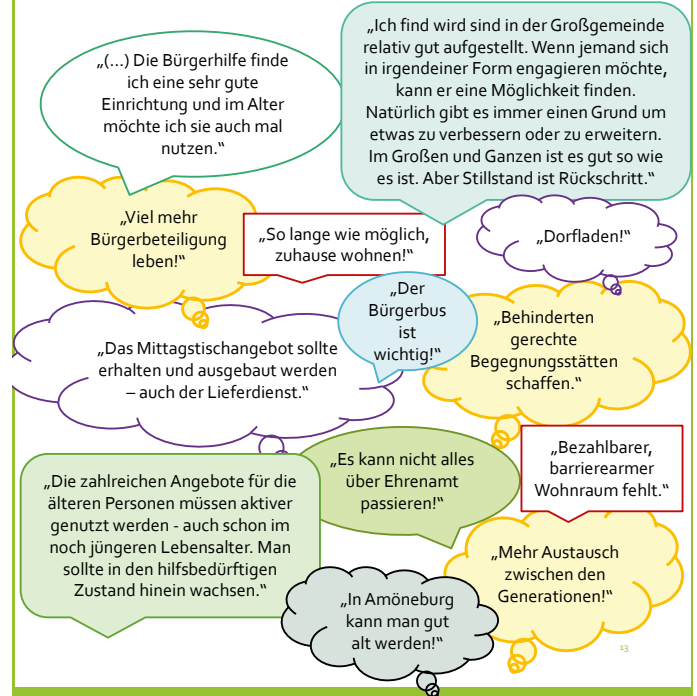 „(...) Die Bürgerhilfe finde
ich eine sehr gute
Einrichtung und im Alter
möchte ich sie auch mal
nutzen.“
„Ich find wird sind in der Großgemeinde
relativ gut aufgestellt. Wenn jemand sich
in irgendeiner Form engagieren möchte,
kann er eine Möglichkeit finden.
Natürlich gibt es immer einen Grund um
etwas zu verbessern oder zu erweitern.
Im Großen und Ganzen ist es gut so wie
es ist. Aber Stillstand ist Rückschritt.“
„Viel mehr
Bürgerbeteiligung
leben!“
„So lange wie möglich,
zuhause wohnen!“
„Dorfladen!“
„Der
Bürgerbus
ist
wichtig!“
„Das Mittagstischangebot sollte
erhalten und ausgebaut werden
– auch der Lieferdienst.“
„Behinderten
gerechte
Begegnungsstätten
schaffen.“
„Es kann nicht alles
über Ehrenamt
passieren!“
„Bezahlbarer,
barrierearmer
Wohnraum fehlt.“
„Die zahlreichen Angebote für die
älteren Personen müssen aktiver
genutzt werden - auch schon im
noch jüngeren Lebensalter. Man
sollte in den hilfsbedürftigen
Zustand hinein wachsen.“
„Mehr Austausch
zwischen den
Generationen!“
„In Amöneburg
kann man gut
alt werden!“
13